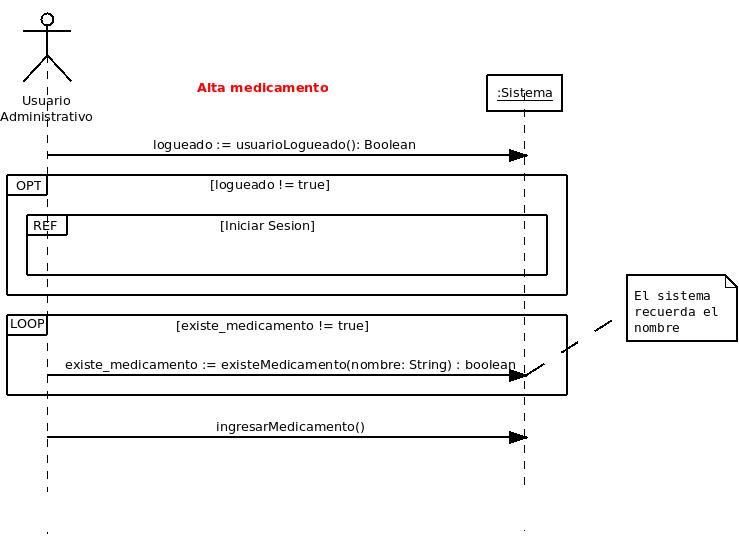 Alta medicamento
:Sistema
Usuario
Administrativo
logueado := usuarioLogueado(): Boolean
OPT
[logueado != true]
REF
[Iniciar Sesion]
El sistema
recuerda el
nombre
LOOP
[existe_medicamento != true]
existe_medicamento := existeMedicamento(nombre: String) : boolean
ingresarMedicamento()